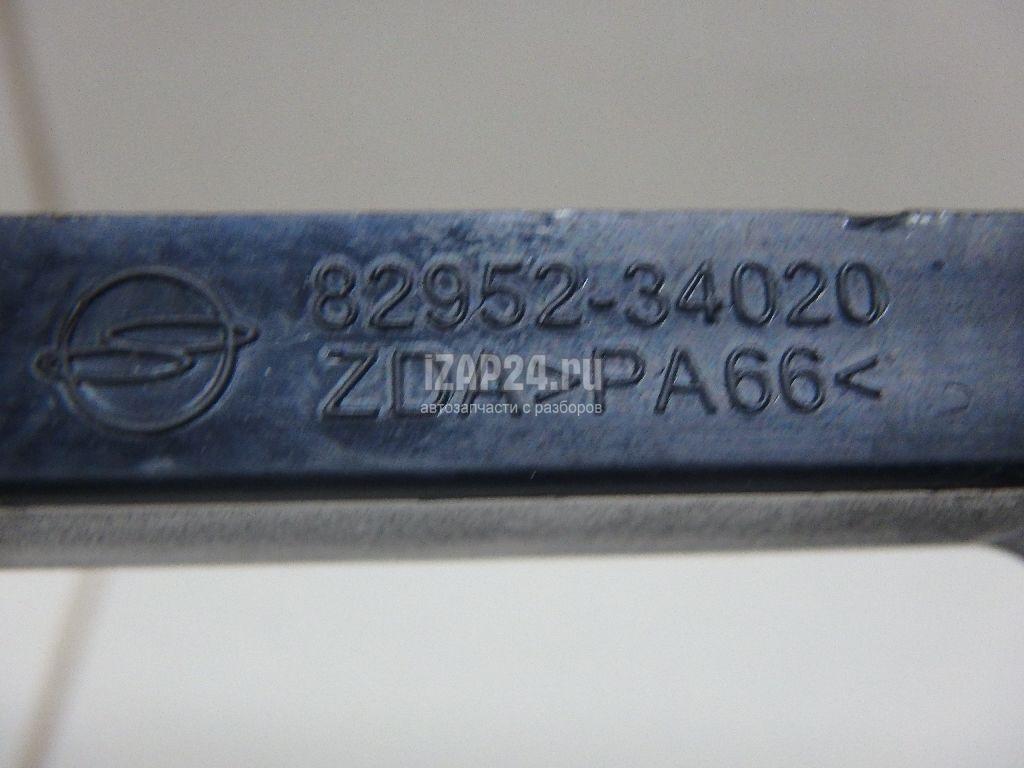 82952-34020
ZDA>PA66<
iZAP24.ru
автозапчасти с разборов